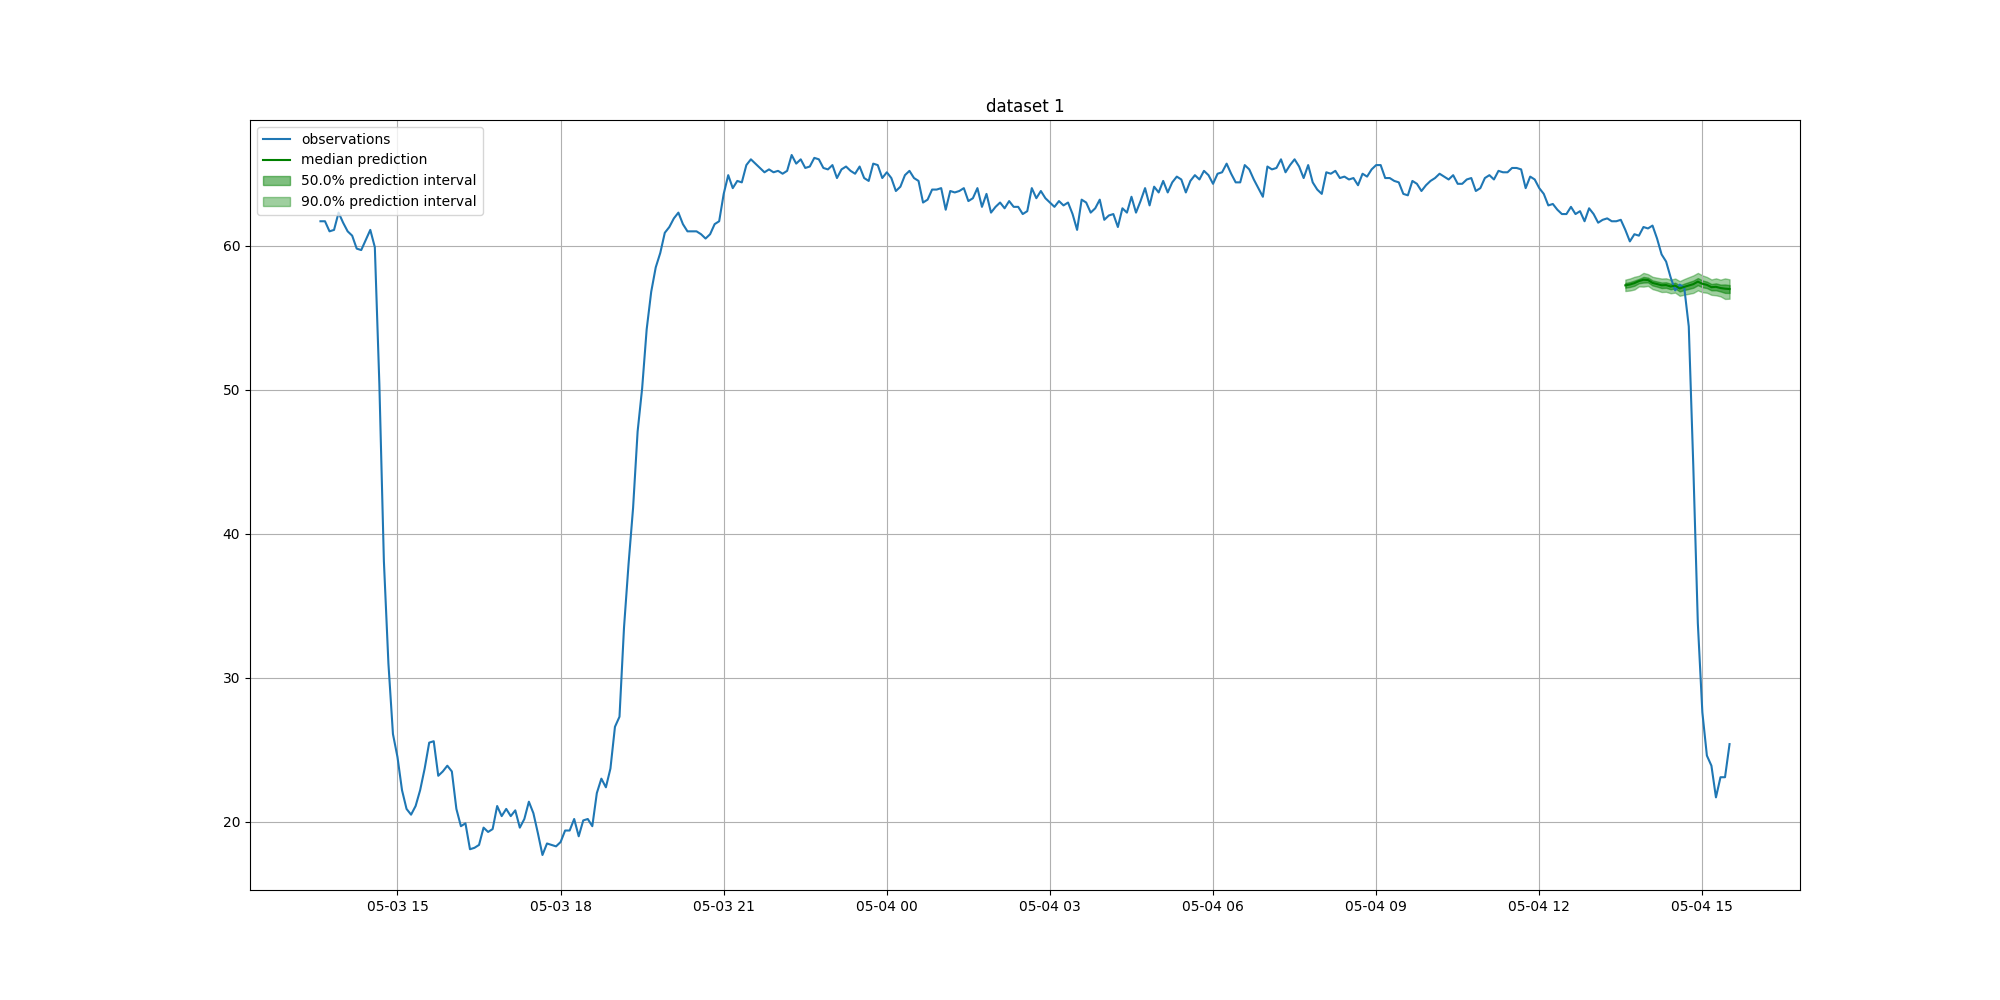 dataset 1
observations
median prediction
50.0% prediction interval
90.0% prediction interval
60
50
40
30
20
05-03 15
05-03 18
05-03 21
05-04 00
05-04 03
05-04 06
05-04 09
05-04 12
05-04 15